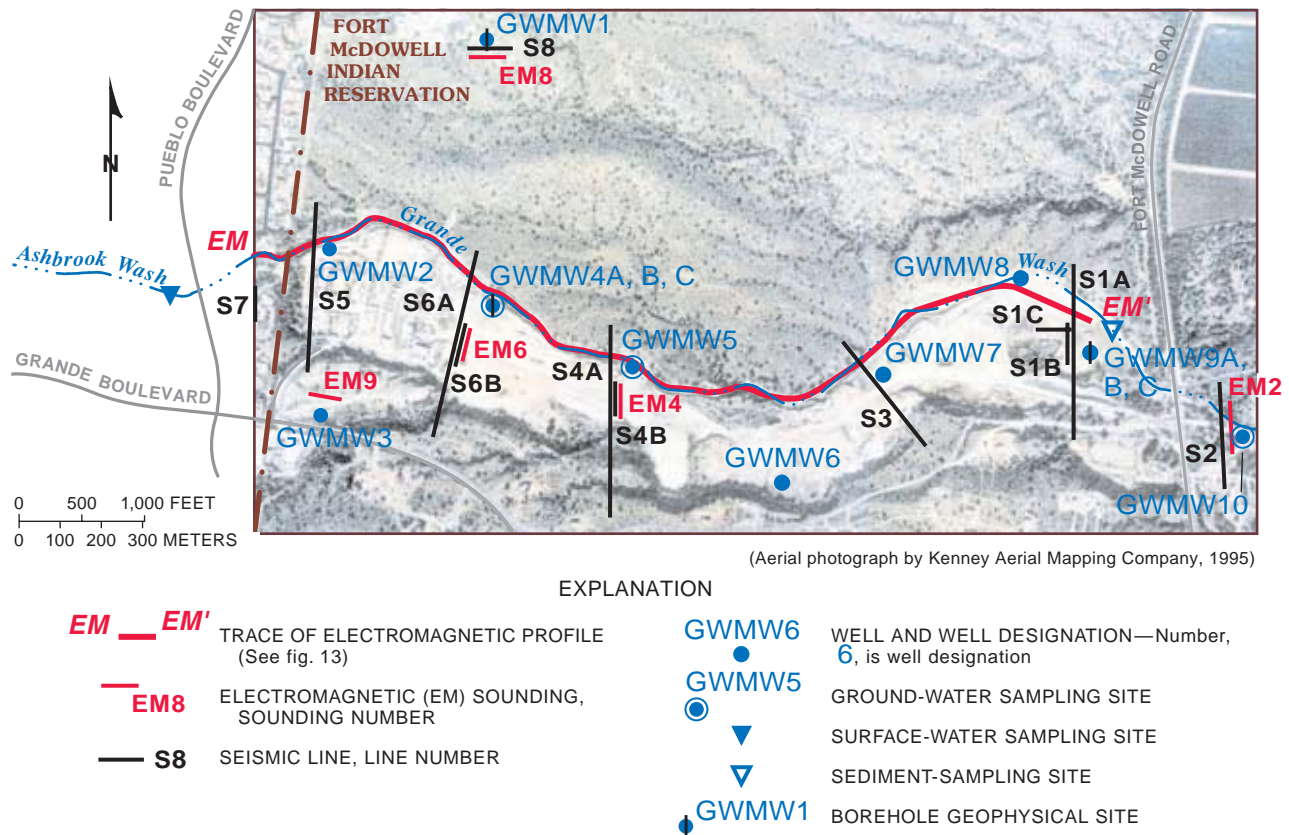 GWMW1
FORT
McDOWELL
INDIAN
RESERVATION
S8
EM8
PUEBLO BOULEVARD
FORT McDOWELL ROAD
N
Grande
EM
Ashbrook Wash
GWMW2
GWMW4A, B, C
GWMW8
Wash
S1A
S7
S5
S6A
EM'
S1C
GWMW5
GRANDE BOULEVARD
EM6
S6B
S4A
GWMW7
S1B
GWMW9A,
B, C
EM9
EM4
EM2
S3
GWMW3
S4B
GWMW6
S2
GWMW10
0 500 1,000 FEET
0 100 200 300 METERS
(Aerial photograph by Kenney Aerial Mapping Company, 1995)
EXPLANATION
EM EM'
TRACE OF ELECTROMAGNETIC PROFILE
(See fig. 13)
EM8
ELECTROMAGNETIC (EM) SOUNDING,
SOUNDING NUMBER
S8
SEISMIC LINE, LINE NUMBER
GWMW6
WELL AND WELL DESIGNATION—Number,
6, is well designation
GWMW5
GROUND-WATER SAMPLING SITE
SURFACE-WATER SAMPLING SITE
SEDIMENT-SAMPLING SITE
GWMW1
BOREHOLE GEOPHYSICAL SITE